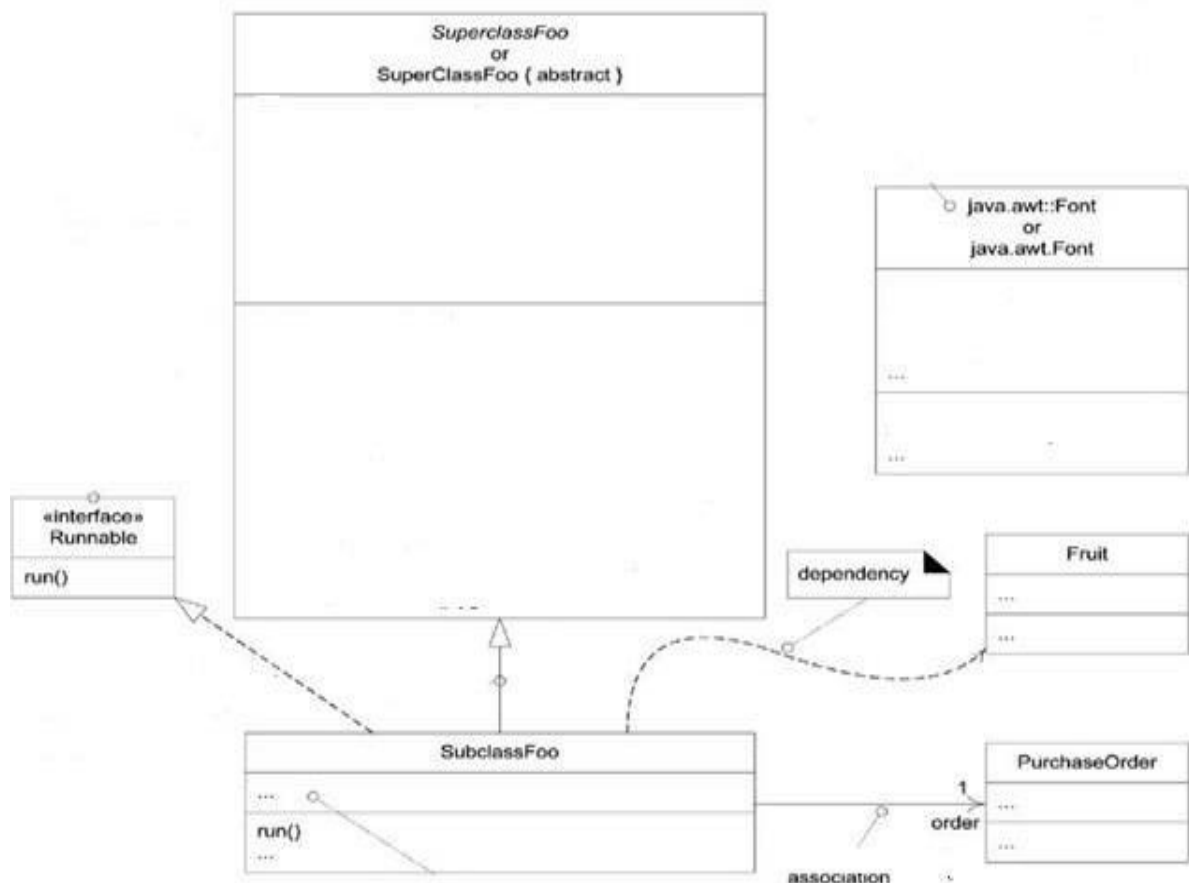 SuperclassFoo
or
SuperClassFoo { abstract }
java.awt::Font
or
java.awt.Font
...
...
«interface»
Runnable
run()
dependency
Fruit
...
...
SubclassFoo
...
run()
...
1
order
PurchaseOrder
...
...
association